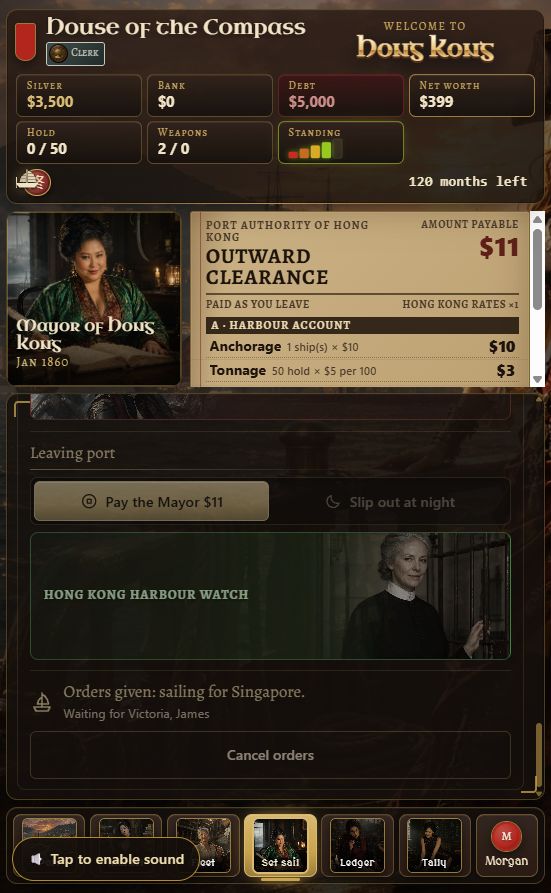 House of the Compass
Clerk
WELCOME TO
Hong Kong
Silver
$3,500
Bank
$0
Debt
$5,000
Net worth
$399
Hold
0 / 50
Weapons
2 / 0
Standing
120 months left
Mayor of Hong
Kong
Jan 1860
PORT AUTHORITY OF HONG
KONG
OUTWARD
CLEARANCE
AMOUNT PAYABLE
$11
PAID AS YOU LEAVE
HONG KONG RATES ×1
A · HARBOUR ACCOUNT
Anchorage 1 ship(s) × $10 $10
Tonnage 50 hold × $5 per 100 $3
Leaving port
Pay the Mayor $11
Slip out at night
HONG KONG HARBOUR WATCH
Orders given: sailing for Singapore.
Waiting for Victoria, James
Cancel orders
Tap to enable sound
Set sail
Ledger
Tally
M
Morgan